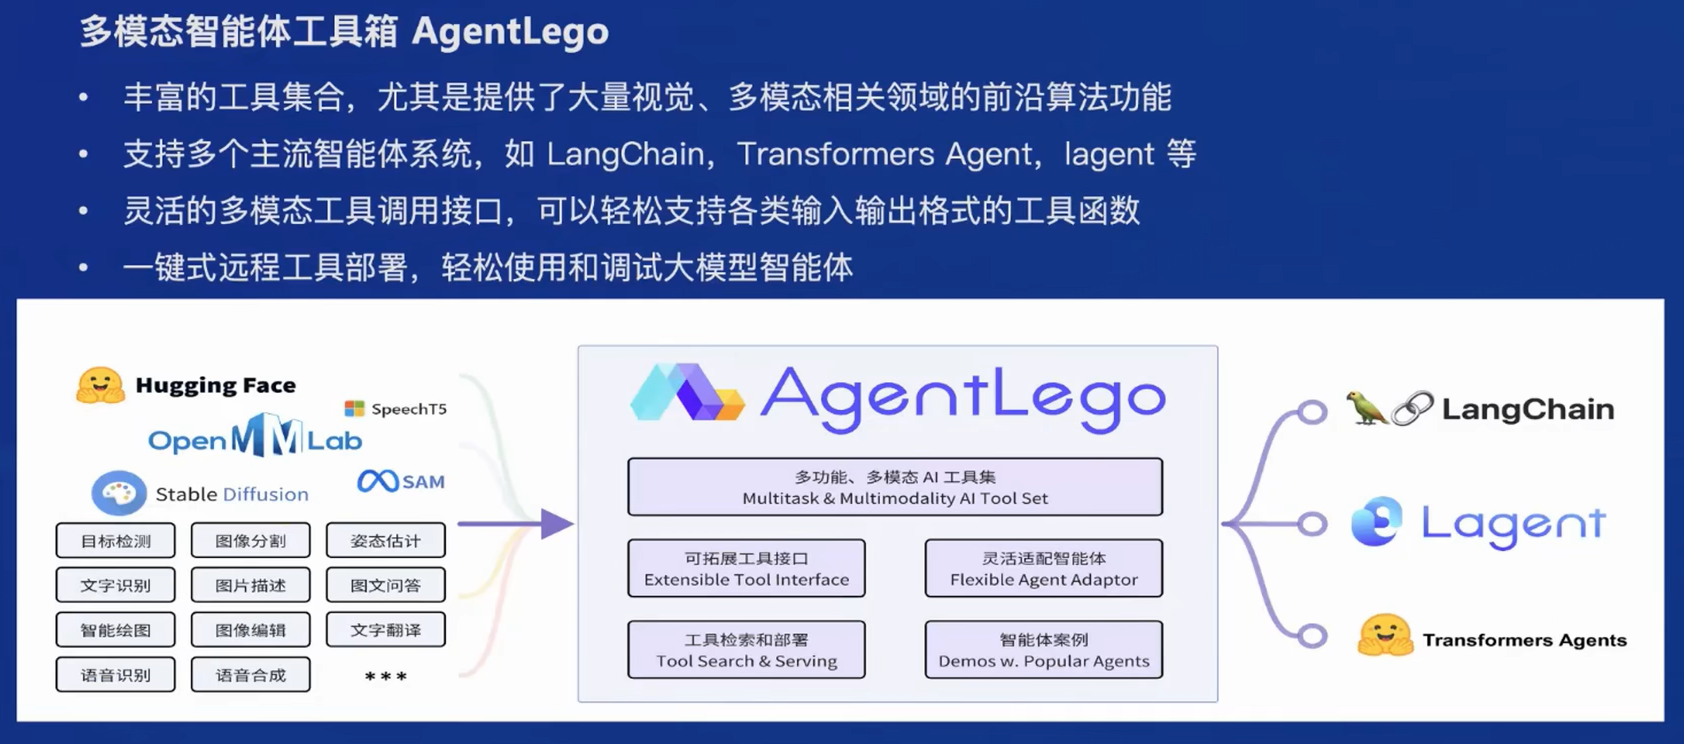 多模态智能体工具箱 AgentLego
• 丰富的工具集合，尤其是提供了大量视觉、多模态相关领域的前沿算法功能
• 支持多个主流智能体系统，如 LangChain，Transformers Agent，lagent 等
• 灵活的多模态工具调用接口，可以轻松支持各类输入输出格式的工具函数
• 一键式远程工具部署，轻松使用和调试大模型智能体
Hugging Face
SpeechT5
OpenMMLab
Stable Diffusion
SAM
目标检测
图像分割
姿态估计
文字识别
图片描述
图文问答
智能绘图
图像编辑
文字翻译
语音识别
语音合成
***
AgentLego
多功能、多模态 AI 工具集
Multitask & Multimodality AI Tool Set
可拓展工具接口
Extensible Tool Interface
灵活适配智能体
Flexible Agent Adaptor
工具检索和部署
Tool Search & Serving
智能体案例
Demos w. Popular Agents
LangChain
Lagent
Transformers Agents